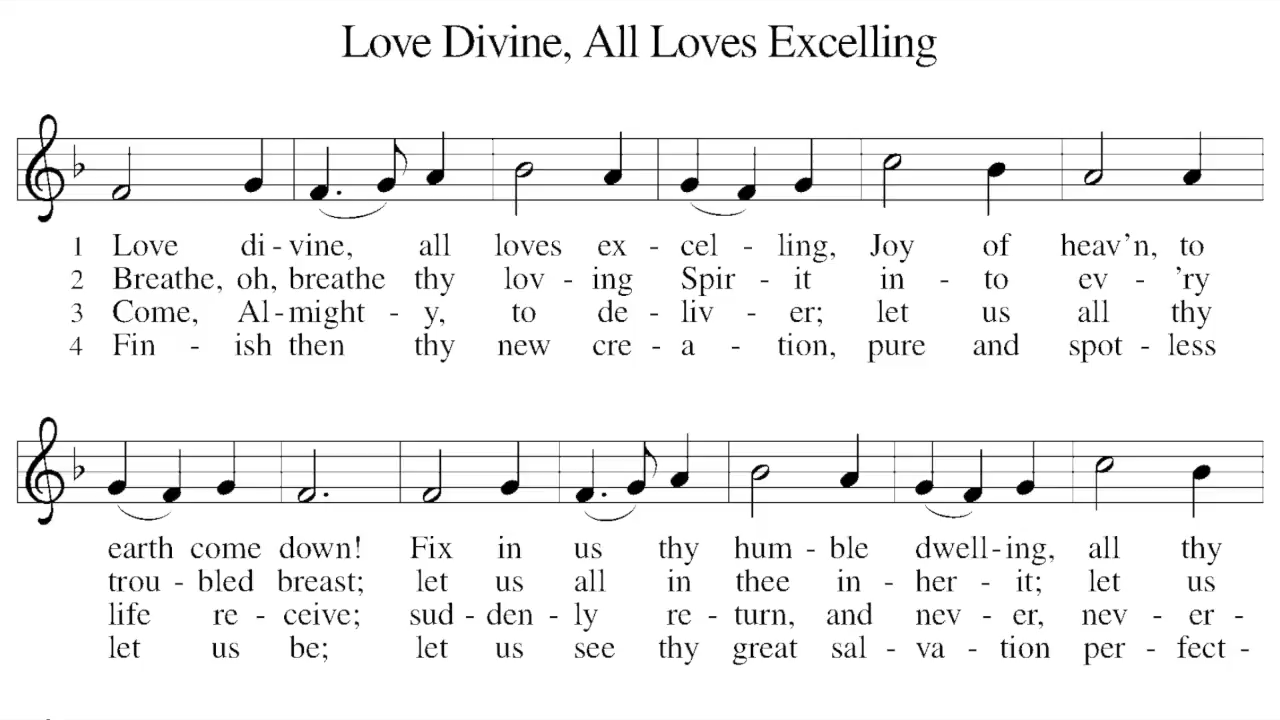 Love Divine, All Loves Excelling
1 Love di - vine, all loves ex - cel - ling, Joy of heav’n, to
2 Breathe, oh, breathe thy lov - ing Spir - it in - to ev - ’ry
3 Come, Al - might - y, to de - liv - er; let us all thy
4 Fin - ish then thy new cre - a - tion, pure and spot - less
earth come down! Fix in us thy hum - ble dwell - ing, all thy
trou - bled breast; let us all in thee in - her - it; let us
life re - ceive; sud - den - ly re - turn, and nev - er, nev - er -
let us be; let us see thy great sal - va - tion per - fect -